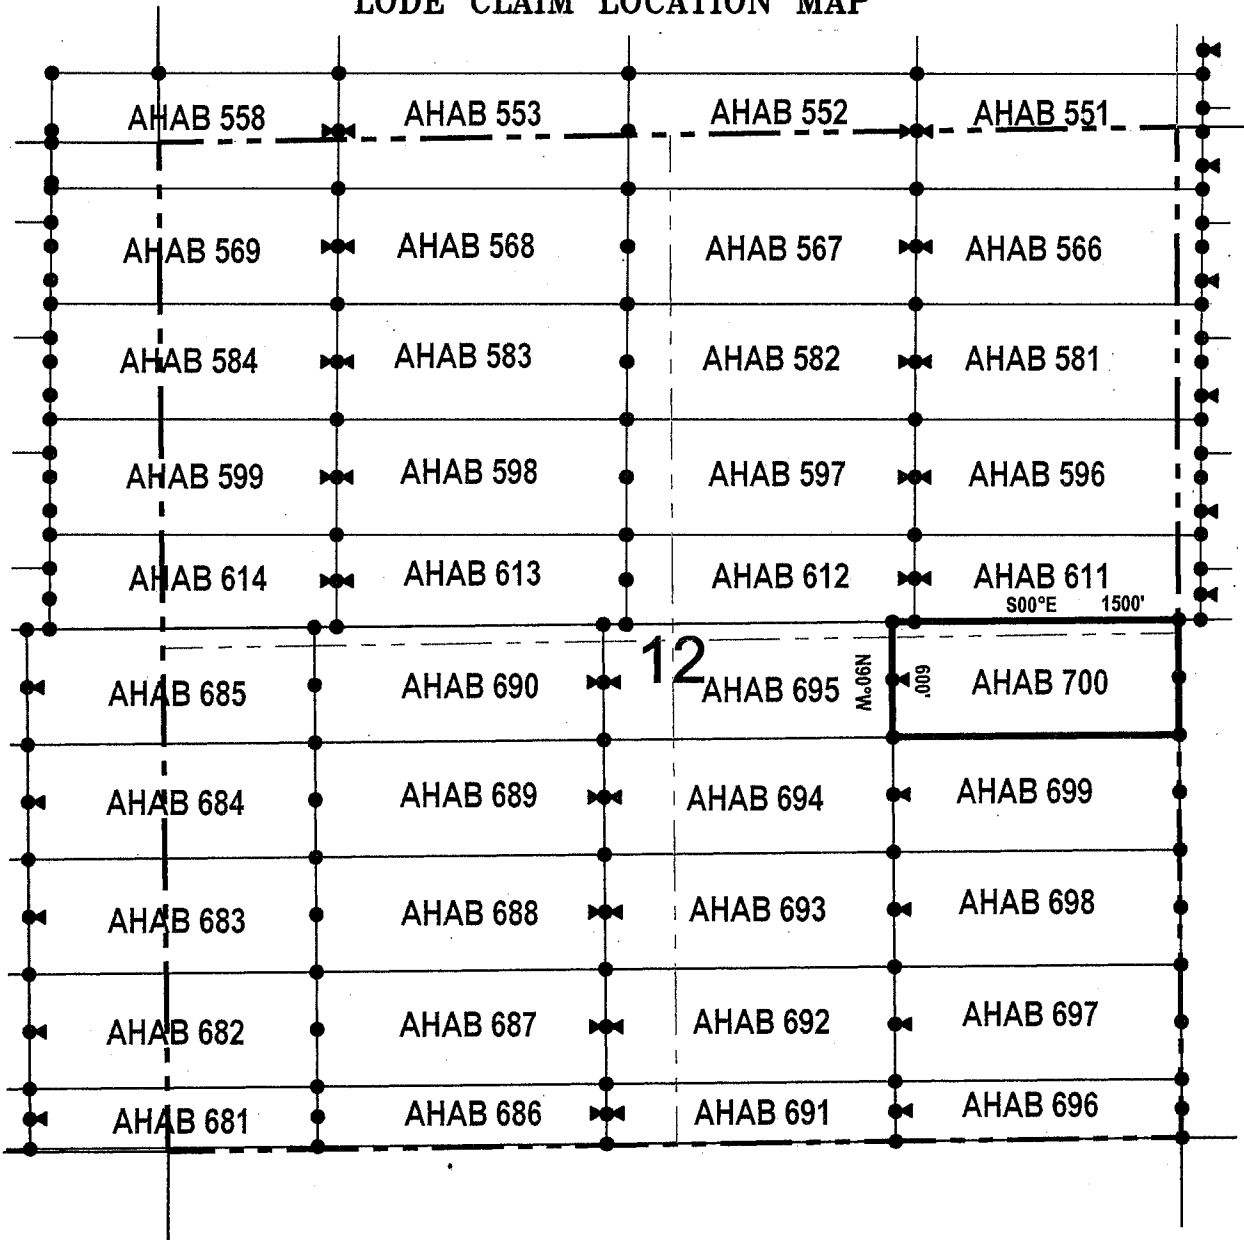 LODE CLAIM LOCATION MAP
AHAB 558 AHAB 553 AHAB 552 AHAB 551
AHAB 569 AHAB 568 AHAB 567 AHAB 566
AHAB 584 AHAB 583 AHAB 582 AHAB 581
AHAB 599 AHAB 598 AHAB 597 AHAB 596
AHAB 614 AHAB 613 AHAB 612 AHAB 611
S00°E 1500'
12
N90°W
600'
AHAB 685 AHAB 690 AHAB 695 AHAB 700
AHAB 684 AHAB 689 AHAB 694 AHAB 699
AHAB 683 AHAB 688 AHAB 693 AHAB 698
AHAB 682 AHAB 687 AHAB 692 AHAB 697
AHAB 681 AHAB 686 AHAB 691 AHAB 696